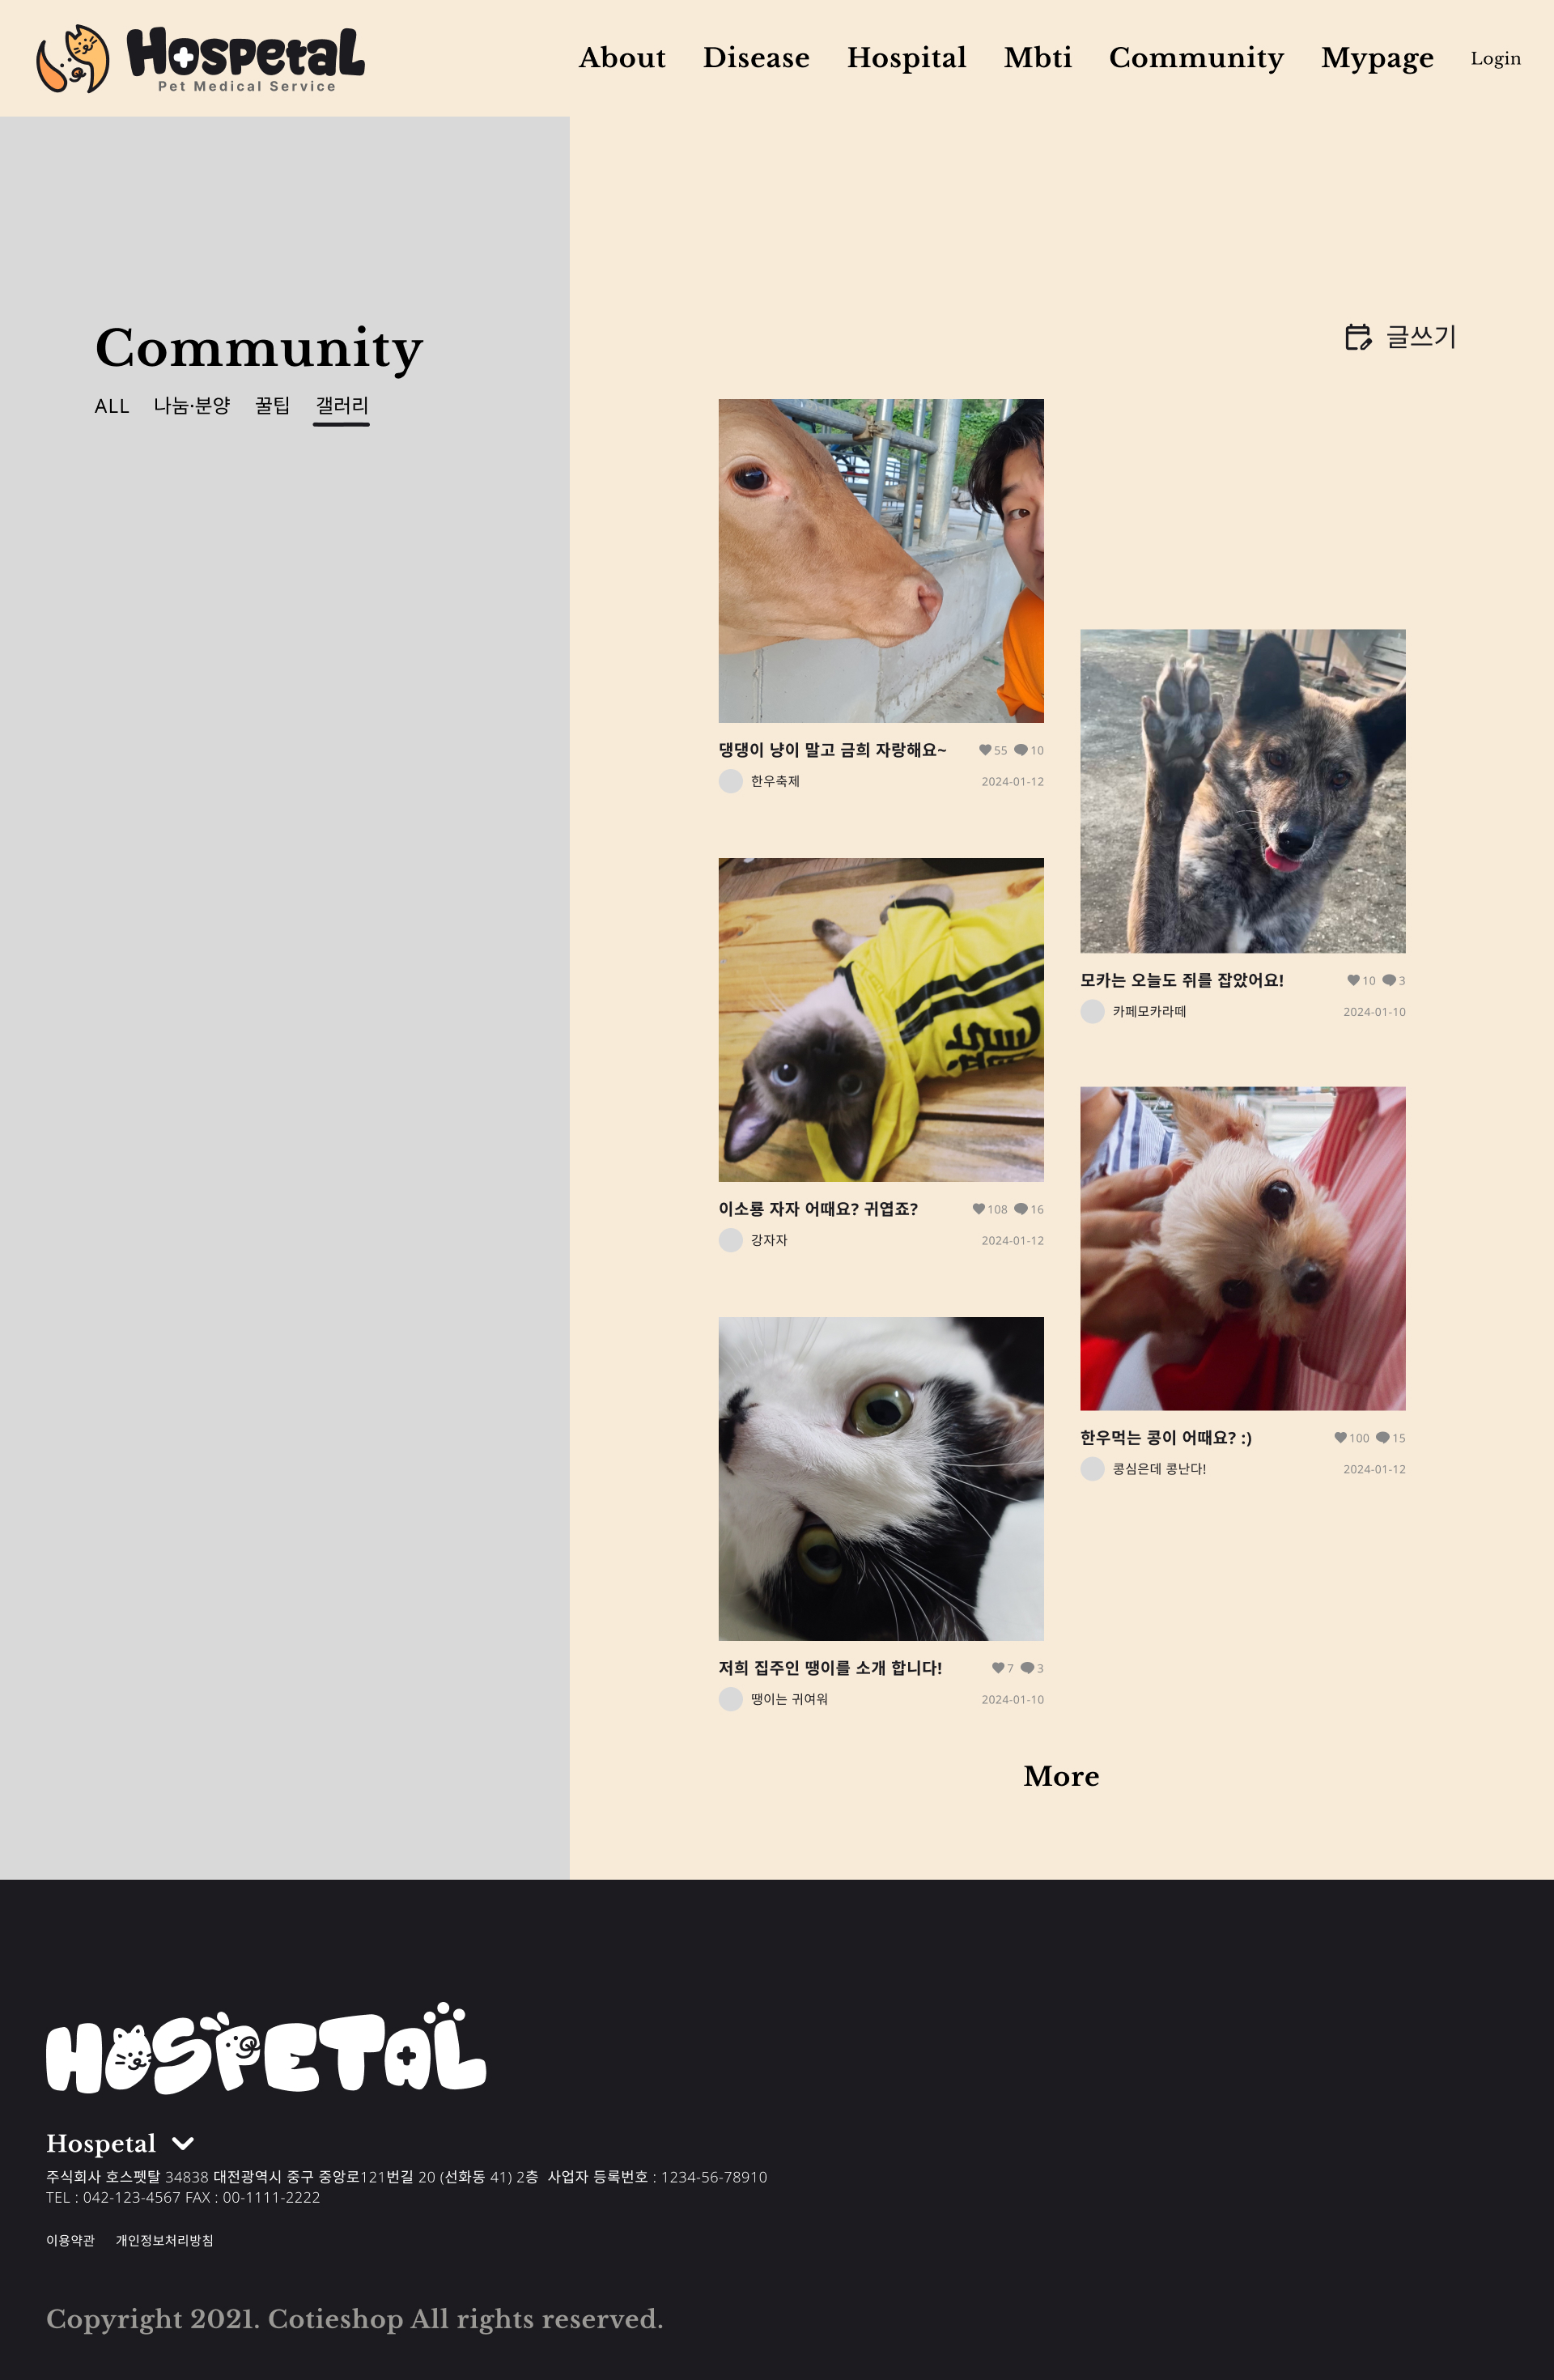 Hospetal
Pet Medical Service
About Disease Hospital Mbti Community Mypage Login
Community
ALL 나눔·분양 꿀팁 갤러리
글쓰기
댕댕이 냥이 말고 금희 자랑해요~ 55 10
한우축제 2024-01-12
모카는 오늘도 쥐를 잡았어요! 10 3
카페모카라떼 2024-01-10
이소룡 자자 어때요? 귀엽죠? 108 16
강자자 2024-01-12
한우먹는 콩이 어때요? :) 100 15
콩심은데 콩난다! 2024-01-12
저희 집주인 땡이를 소개 합니다! 7 3
땡이는 귀여워 2024-01-10
More
HOSPETAL
Hospetal
주식회사 호스펫탈 34838 대전광역시 중구 중앙로121번길 20 (선화동 41) 2층 사업자 등록번호 : 1234-56-78910
TEL : 042-123-4567 FAX : 00-1111-2222
이용약관 개인정보처리방침
Copyright 2021. Cotieshop All rights reserved.